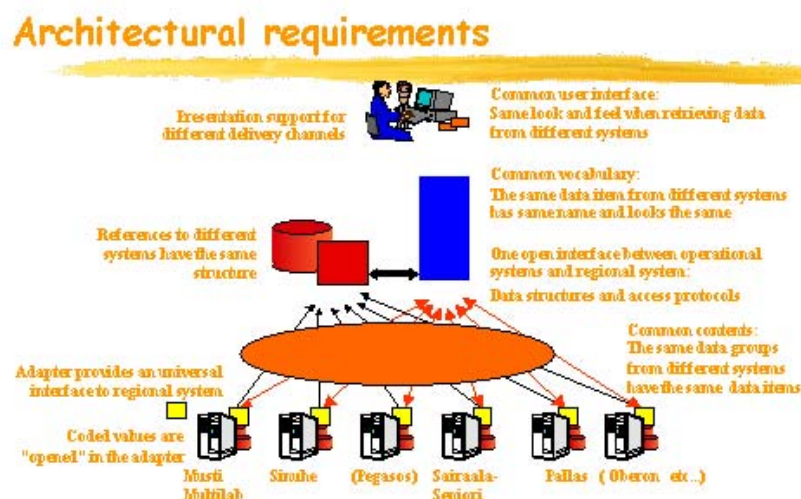 Architectural requirements
Presentation support for
different delivery channels
Common user interface:
Same look and feel when retrieving data
from different systems
Common vocabulary:
The same data item from different systems
has same name and looks the same
References to different
systems have the same
structure
One open interface between operational
systems and regional system:
Data structures and access protocols
Common contents:
The same data groups
from different systems
have the same data items
Adapter provides an universal
interface to regional system
Coded values are
"opened" in the adapter
Musti
Multilab
Sinuhe
(Pegasos)
Sairaala-
Seniori
Pallas
( Oberon etc...)